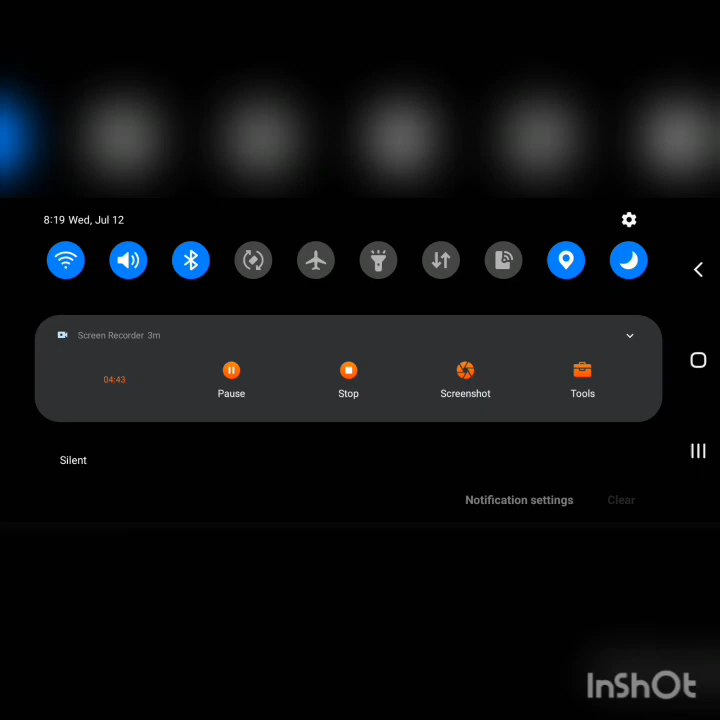 8:19 Wed, Jul 12
Screen Recorder 3m
04:43
Pause
Stop
Screenshot
Tools
Silent
Notification settings
Clear
InShOt